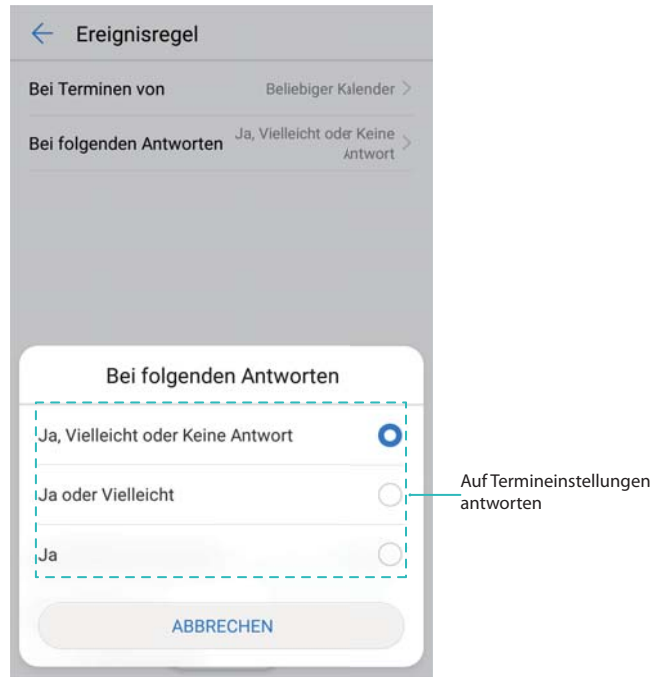 Ereignisregel
Bei Terminen von
Beliebiger Kalender
Bei folgenden Antworten
Ja, Vielleicht oder Keine
Antwort
Bei folgenden Antworten
Ja, Vielleicht oder Keine Antwort
Ja oder Vielleicht
Ja
ABBRECHEN
Auf Termineinstellungen
antworten